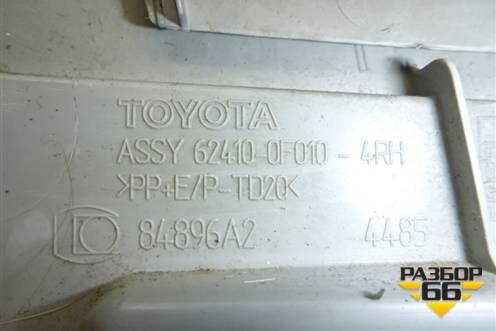 TOYOTA
ASSY 62410-0F010-4RH
>PP+E/P-TD20<
84896A2 4485
РАЗБОР
66